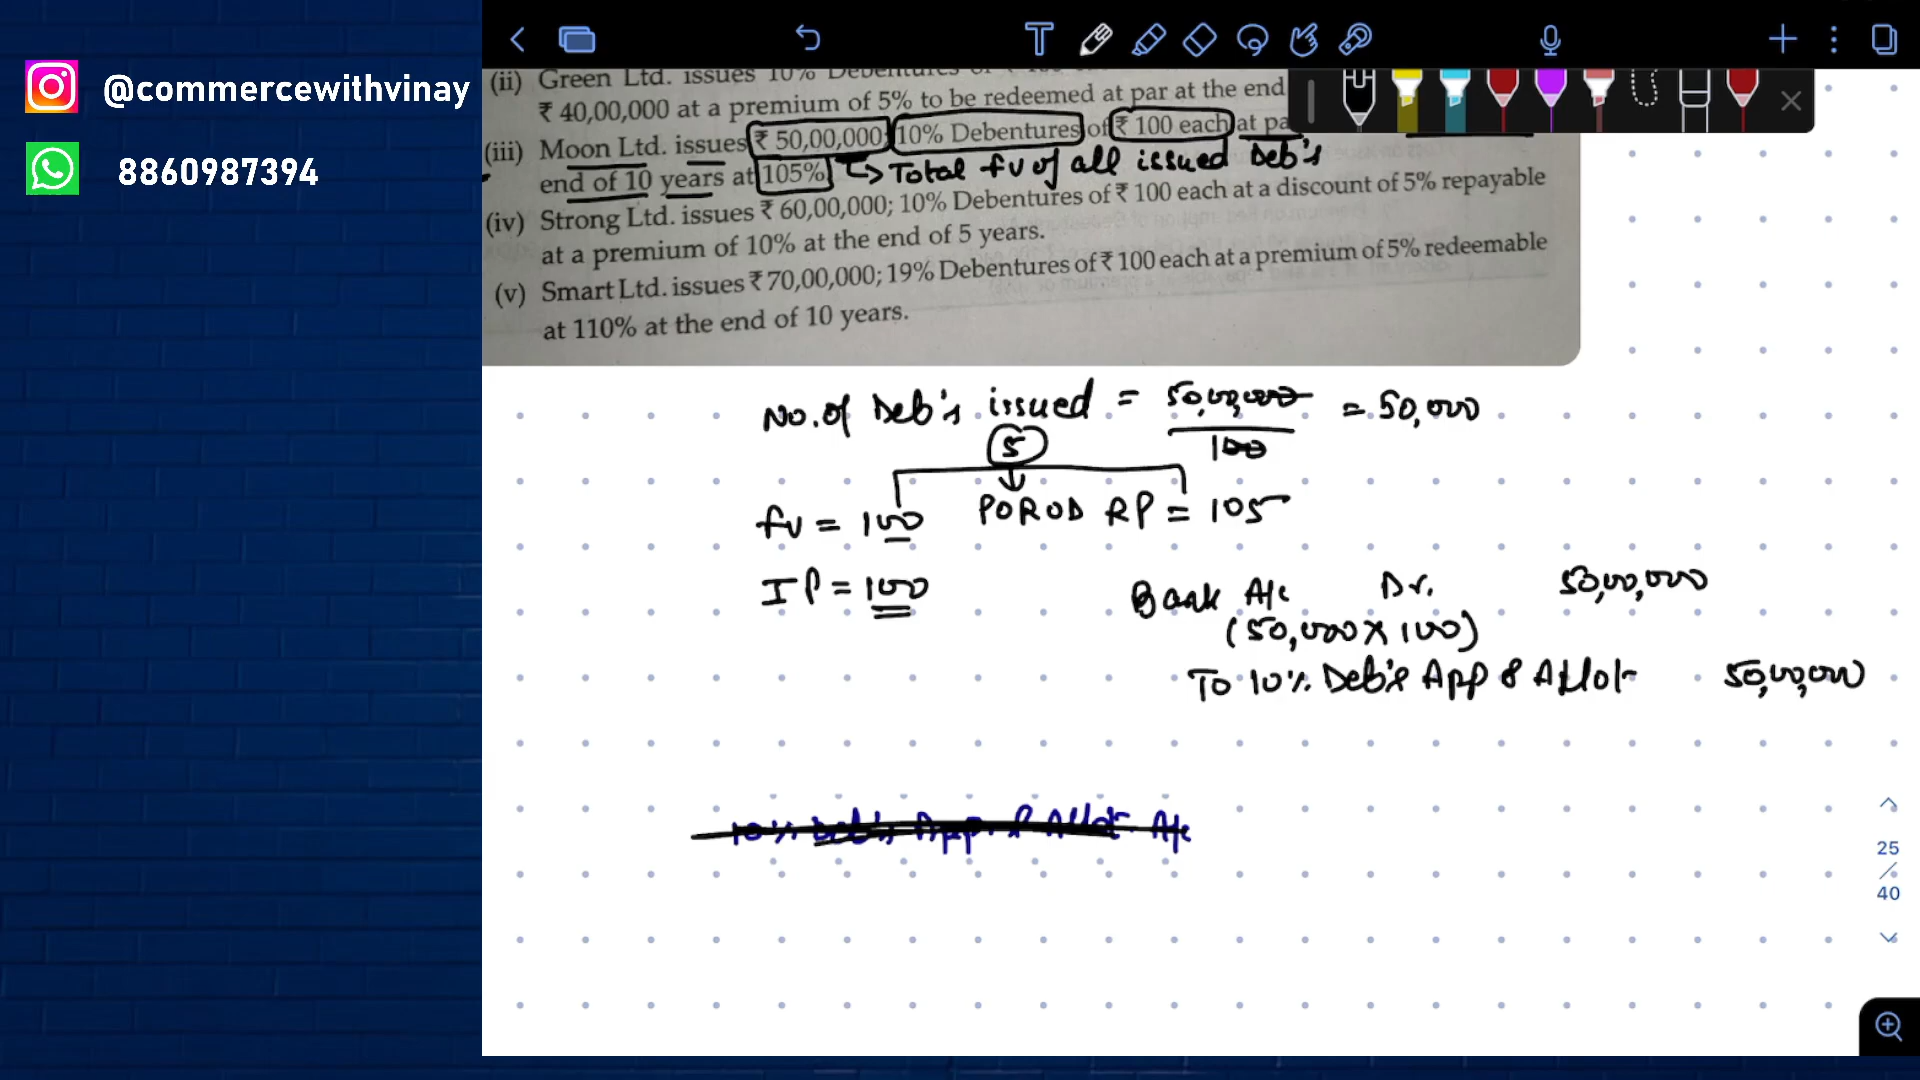 @commercewithvinay
8860987394
(ii) Green Ltd. issues 10% Debentures of ₹ 100
₹ 40,00,000 at a premium of 5% to be redeemed at par at the end
(iii) Moon Ltd. issues ₹ 50,00,000; 10% Debentures of ₹ 100 each at pa
end of 10 years at 105% Total fv of all issued Deb's
(iv) Strong Ltd. issues ₹ 60,00,000; 10% Debentures of ₹ 100 each at a discount of 5% repayable
at a premium of 10% at the end of 5 years.
(v) Smart Ltd. issues ₹ 70,00,000; 19% Debentures of ₹ 100 each at a premium of 5% redeemable
at 110% at the end of 10 years.
No. of Deb's issued = 50,00,000 = 50,000
100
5
fv = 100 POROD RP = 105
IP = 100
Bank A/c Dr. 50,00,000
(50,000 x 100)
To 10% Deb's App & Allot 50,00,000
10% Deb's App & Allot. A/c
25
/
40